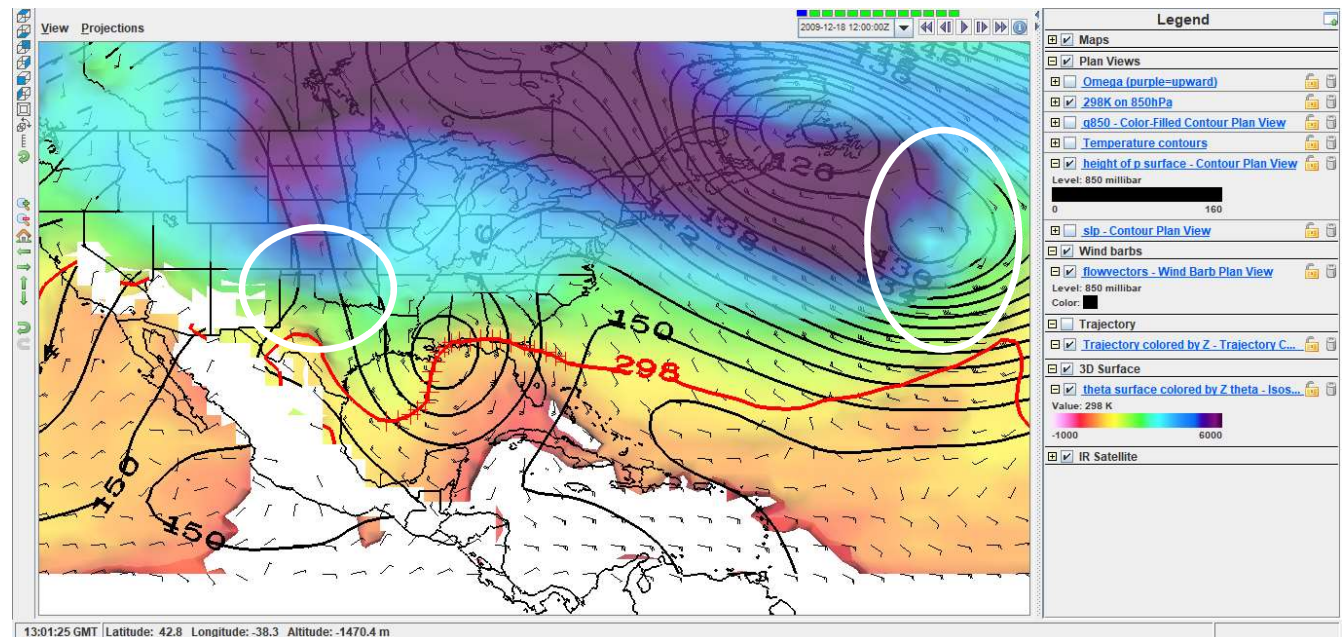 View Projections
2009-12-18 12:00:00Z
Legend
Maps
Plan Views
Omega (purple=upward)
298K on 850hPa
q850 - Color-Filled Contour Plan View
Temperature contours
height of p surface - Contour Plan View
Level: 850 millibar
0 160
slp - Contour Plan View
Wind barbs
flowvectors - Wind Barb Plan View
Level: 850 millibar
Color:
Trajectory
Trajectory colored by Z - Trajectory C...
3D Surface
theta surface colored by Z theta - Isos...
Value: 298 K
-1000 6000
IR Satellite
126
138
142
130
150
298
150
150
13:01:25 GMT Latitude: 42.8 Longitude: -38.3 Altitude: -1470.4 m